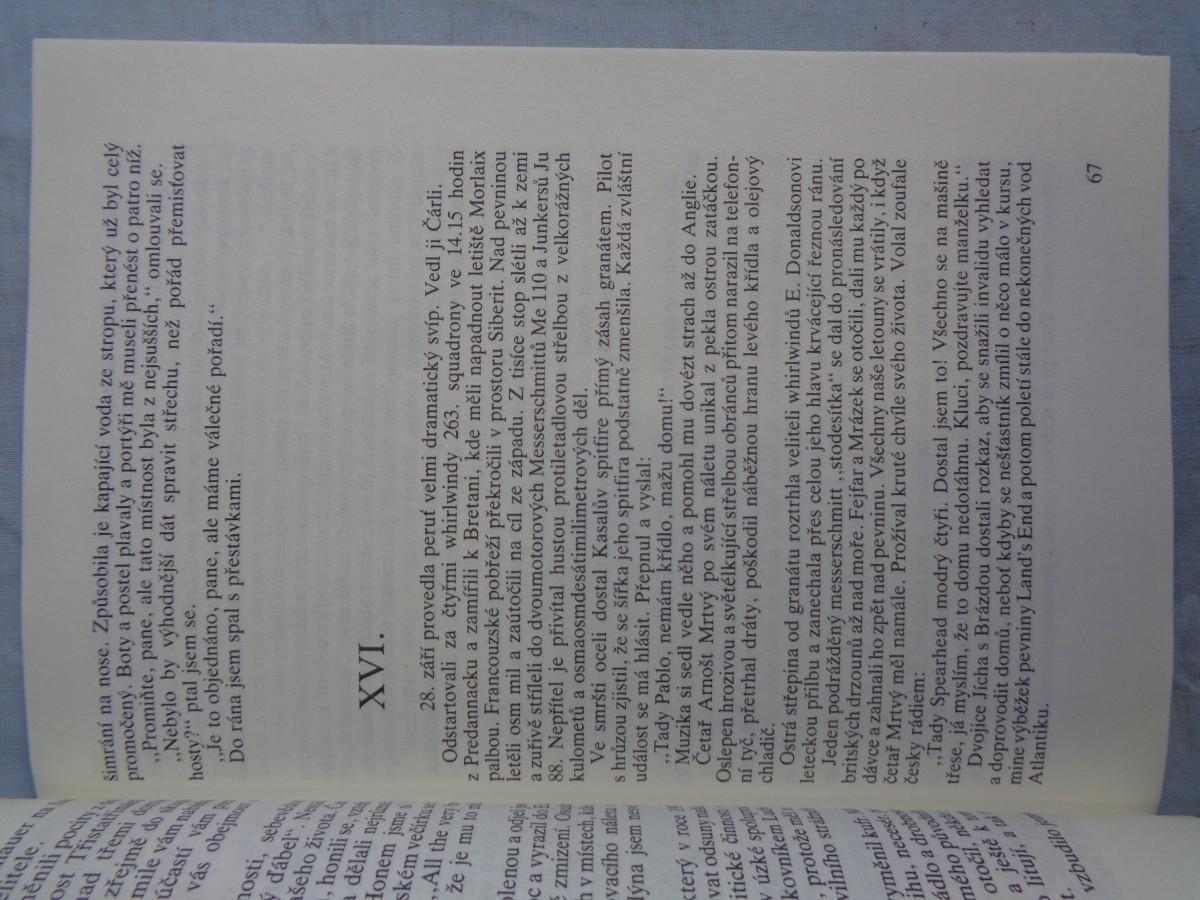 šimrání na nose. Způsobila je kapající voda ze stropu, který už byl celý
promočený. Boty a postel plavaly a portýři mě museli přenést o patro níž.
„Promiňte, pane, ale tato místnost byla z nejsušších,“ omlouvali se.
„Nebylo by výhodnější dát spravit střechu, než pořád přemisťovat
hosty?“ ptal jsem se.
„Je to objednáno, pane, ale máme válečné pořadí.“
Do rána jsem spal s přestávkami.
XVI.
28. září provedla peruť velmi dramatický svíp. Vedl ji Čárli.
Odstartovali za čtyřmi whirlwindy 263. squadrony ve 14.15 hodin
z Predannacku a zamířili k Bretani, kde měli napadnout letiště Morlaix
palbou. Francouzské pobřeží překročili v prostoru Siberit. Nad pevninou
letěli osm mil a zaútočili na cíl ze západu. Z tisíce stop slétli až k zemi
a zuřivě stříleli do dvoumotorových Messerschmittů Me 110 a Junkersů Ju
88. Nepřítel je přivítal hustou protiletadlovou střelbou z velkorážných
kulometů a osmaosmdesátimilimetrových děl.
Ve smršti oceli dostal Kasalův spitfire přímý zásah granátem. Pilot
s hrůzou zjistil, že se šířka jeho spitfira podstatně zmenšila. Každá zvláštní
událost se má hlásit. Přepnul a vyslal:
„Tady Pablo, nemám křídlo, mažu domu!“
Muzika si sedl vedle něho a pomohl mu dovézt strach až do Anglie.
Četař Arnošt Mrtvý po svém náletu unikal z pekla ostrou zatáčkou.
Oslepen hrozivou a světélkující střelbou obránců přitom narazil na telefon-
ní tyč, přetrhal dráty, poškodil náběžnou hranu levého křídla a olejový
chladič.
Ostrá střepina od granátu roztrhla veliteli whirlwindů E. Donaldsonovi
leteckou přilbu a zanechala přes celou jeho hlavu krvácející řeznou ránu.
Jeden podrážděný messerschmitt „stodesítka“ se dal do pronásledování
britských drzounů až nad moře. Fejfar a Mrázek se otočili, dali mu každý po
dávce a zahnali ho zpět nad pevninu. Všechny naše letouny se vrátily, i když
četař Mrtvý měl namále. Prožíval kruté chvíle svého života. Volal zoufale
česky rádiem:
„Tady Spearhead modrý čtyři. Dostal jsem to! Všechno se na mašině
třese, já myslím, že to domu nedotáhnu. Kluci, pozdravujte manželku.“
Dvojice Jícha s Brázdou dostali rozkaz, aby se snažili invalidu vyhledat
a doprovodit domů, neboť kdyby se nešťastník zmílil o něco málo v kursu,
mine výběžek pevniny Land's End a potom poletí stále do nekonečných vod
Atlantiku.
67